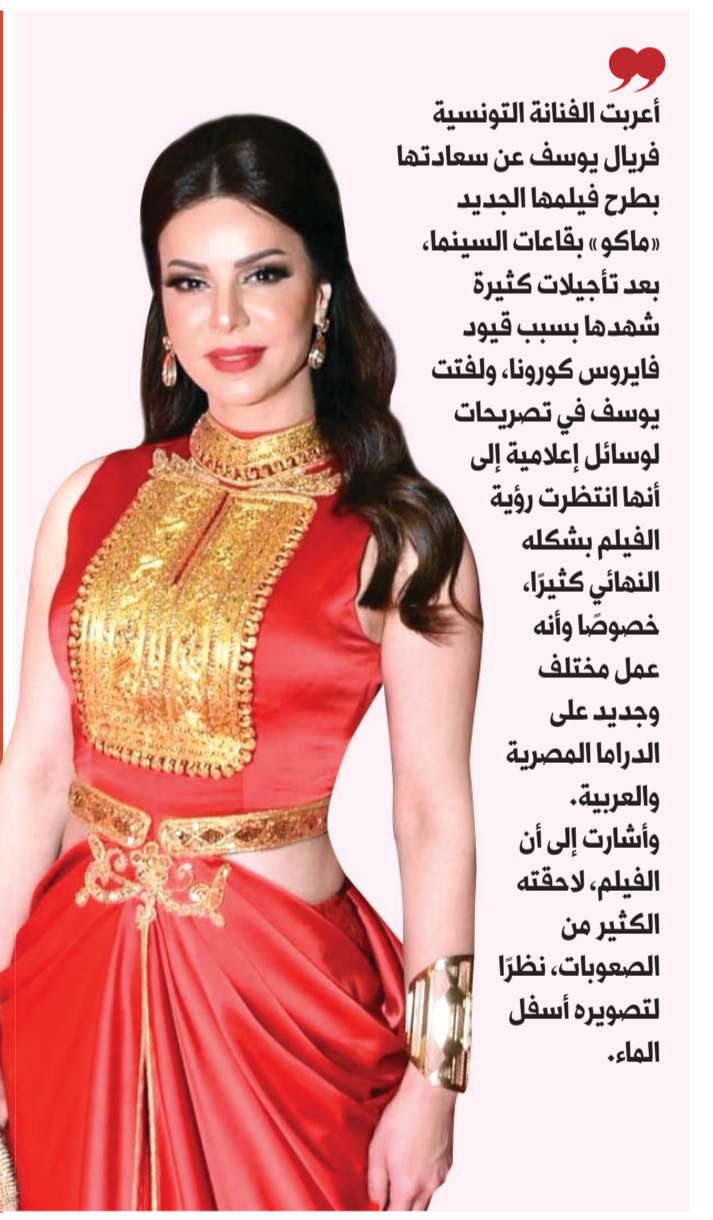 أعربت الفنانة التونسية
فريال يوسف عن سعادتها
بطرح فيلمها الجديد
«ماكو» بقاعات السينما،
بعد تأجيلات كثيرة
شهدها بسبب قيود
فايروس كورونا، ولفتت
يوسف في تصريحات
لوسائل إعلامية إلى
أنها انتظرت رؤية
الفيلم بشكله
النهائي كثيرًا،
خصوصًا وأنه
عمل مختلف
وجديد على
الدراما المصرية
والعربية.
وأشارت إلى أن
الفيلم، لاحقته
الكثير من
الصعوبات، نظرًا
لتصويره أسفل
الماء.